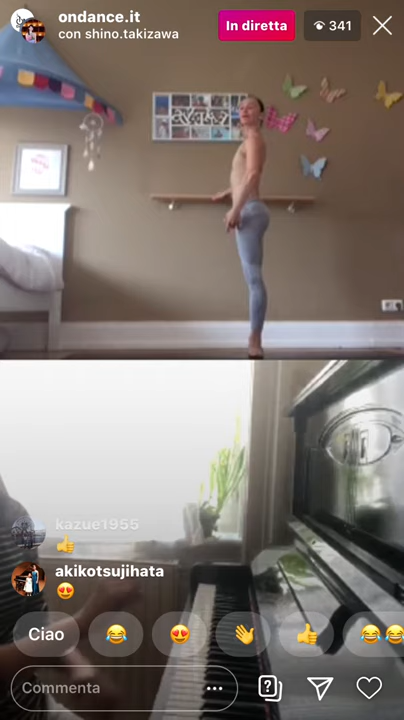 ondance.it
con shino.takizawa
In diretta
341
kazue1955
👍
akikotsujihata
😍
Ciao 😂 😍 👋 👍 😂😂
Commenta